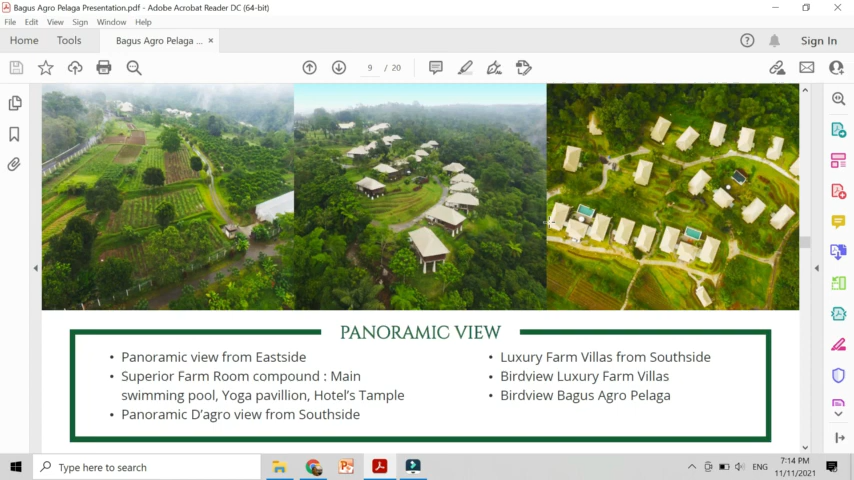 Bagus Agro Pelaga Presentation.pdf - Adobe Acrobat Reader DC (64-bit)
File Edit View Sign Window Help
Home Tools Bagus Agro Pelaga ... × Sign In
9 / 20
PANORAMIC VIEW
• Panoramic view from Eastside
• Superior Farm Room compound : Main
swimming pool, Yoga pavillion, Hotel's Tample
• Panoramic D'agro view from Southside
• Luxury Farm Villas from Southside
• Birdview Luxury Farm Villas
• Birdview Bagus Agro Pelaga
Type here to search
ENG
7:14 PM
11/11/2021